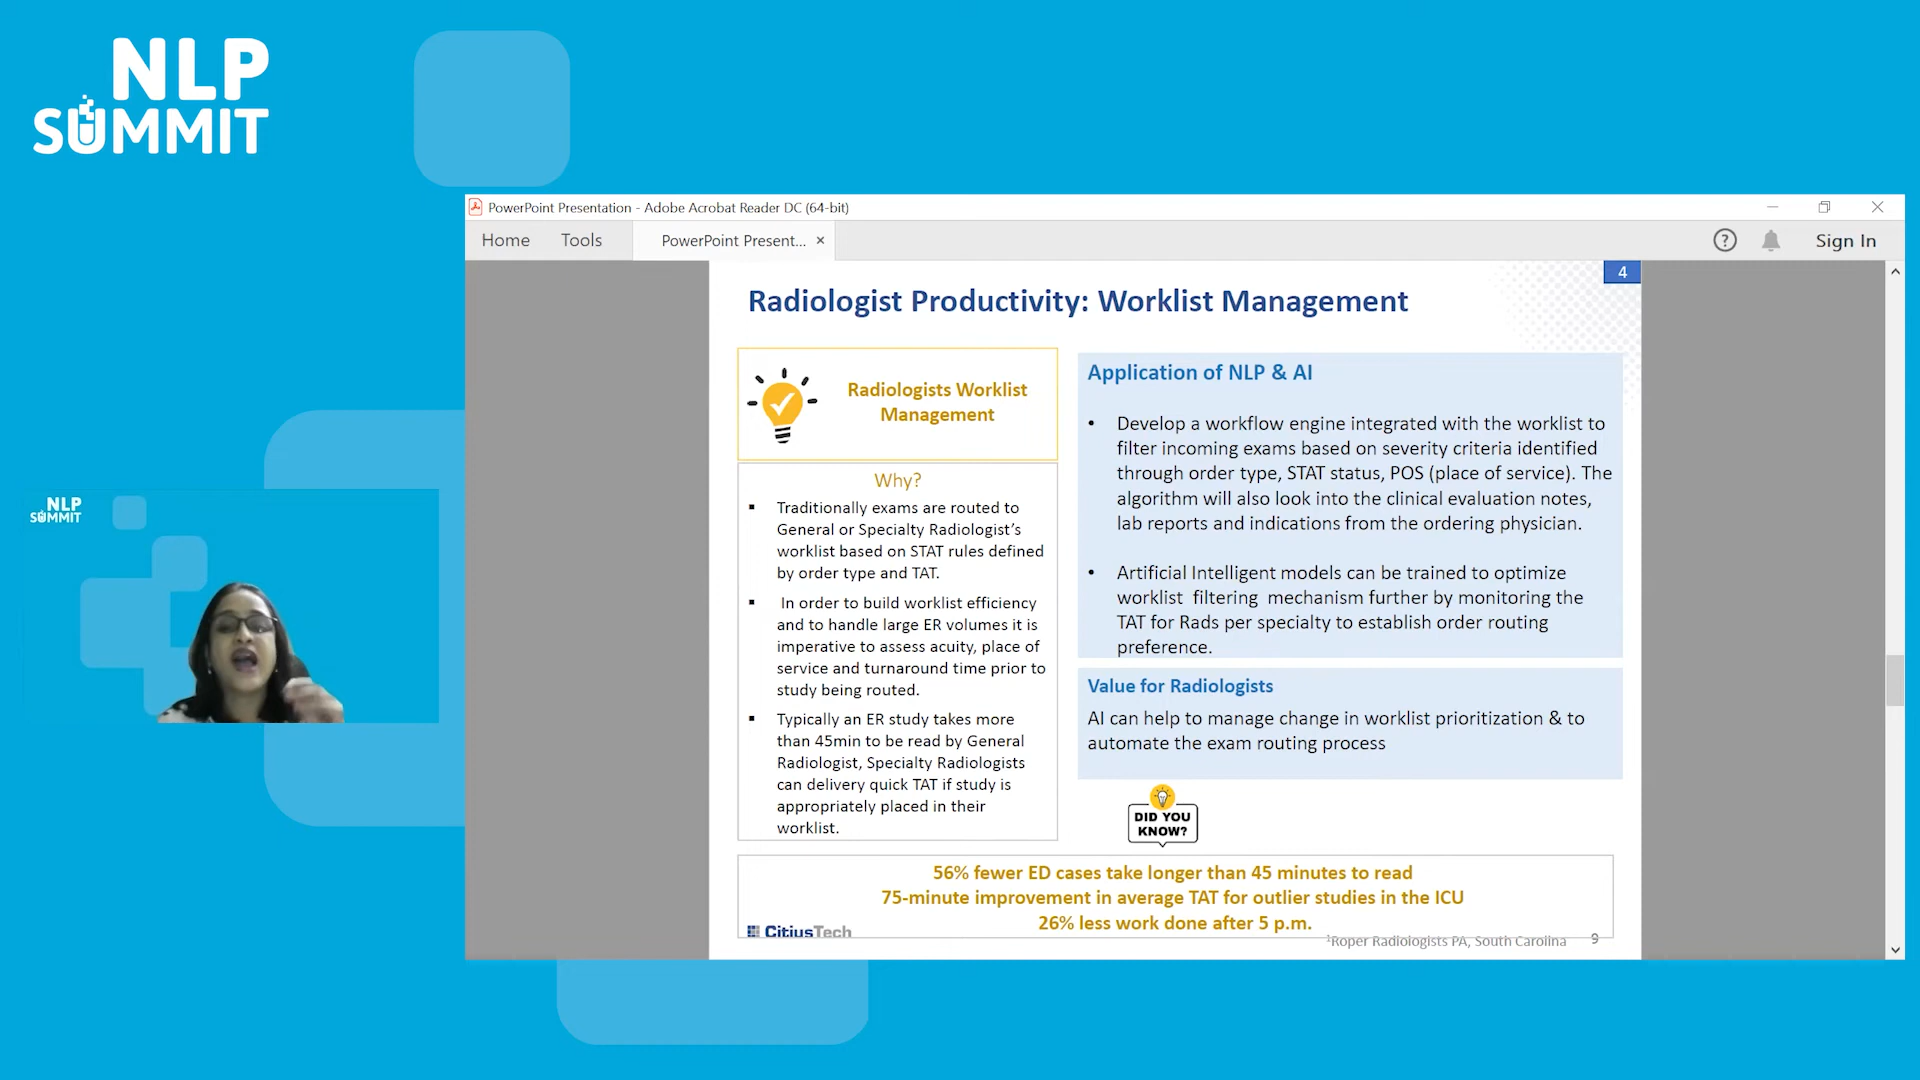 NLP
SUMMIT
PowerPoint Presentation - Adobe Acrobat Reader DC (64-bit)
Home
Tools
PowerPoint Present...
Sign In
4
Radiologist Productivity: Worklist Management
Radiologists Worklist
Management
Why?
Traditionally exams are routed to
General or Specialty Radiologist's
worklist based on STAT rules defined
by order type and TAT.
In order to build worklist efficiency
and to handle large ER volumes it is
imperative to assess acuity, place of
service and turnaround time prior to
study being routed.
Typically an ER study takes more
than 45min to be read by General
Radiologist, Specialty Radiologists
can delivery quick TAT if study is
appropriately placed in their
worklist.
Application of NLP & AI
Develop a workflow engine integrated with the worklist to
filter incoming exams based on severity criteria identified
through order type, STAT status, POS (place of service). The
algorithm will also look into the clinical evaluation notes,
lab reports and indications from the ordering physician.
Artificial Intelligent models can be trained to optimize
worklist filtering mechanism further by monitoring the
TAT for Rads per specialty to establish order routing
preference.
Value for Radiologists
AI can help to manage change in worklist prioritization & to
automate the exam routing process
DID YOU
KNOW?
56% fewer ED cases take longer than 45 minutes to read
75-minute improvement in average TAT for outlier studies in the ICU
26% less work done after 5 p.m.
CitiusTech
1Roper Radiologists PA, South Carolina
9
NLP
SUMMIT